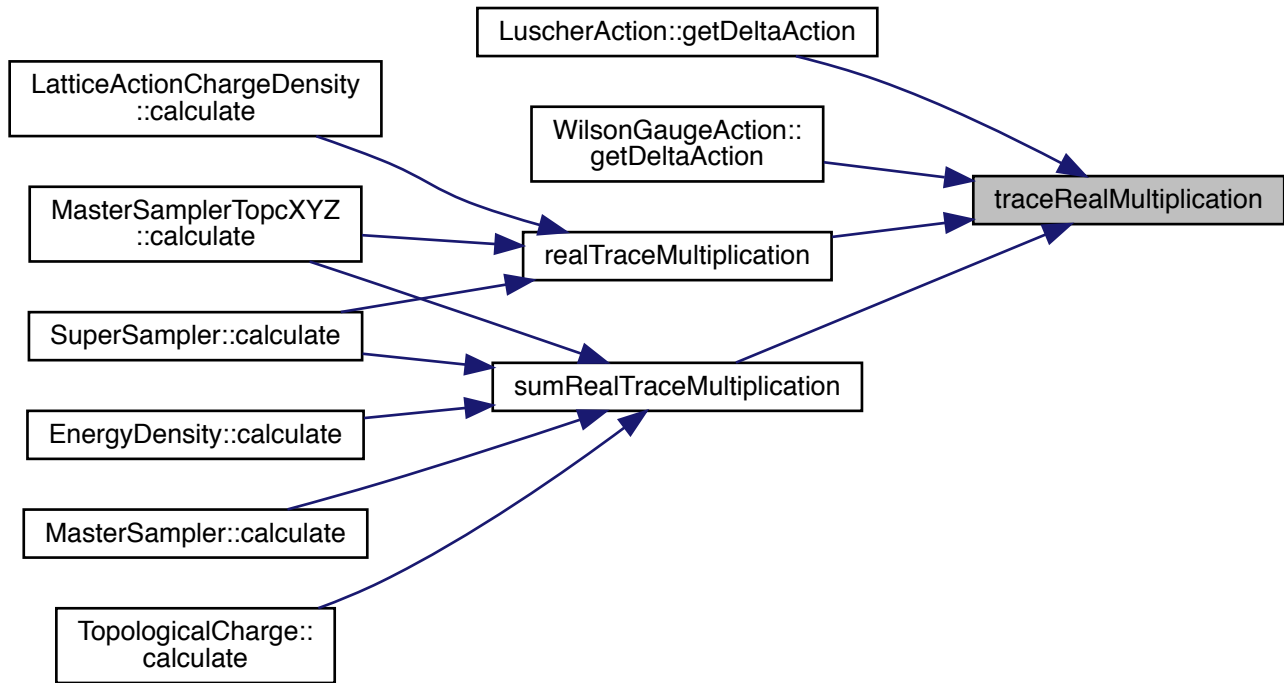 LuscherAction::getDeltaAction
LatticeActionChargeDensity
::calculate
WilsonGaugeAction::
getDeltaAction
traceRealMultiplication
MasterSamplerTopcXYZ
::calculate
realTraceMultiplication
SuperSampler::calculate
sumRealTraceMultiplication
EnergyDensity::calculate
MasterSampler::calculate
TopologicalCharge::
calculate